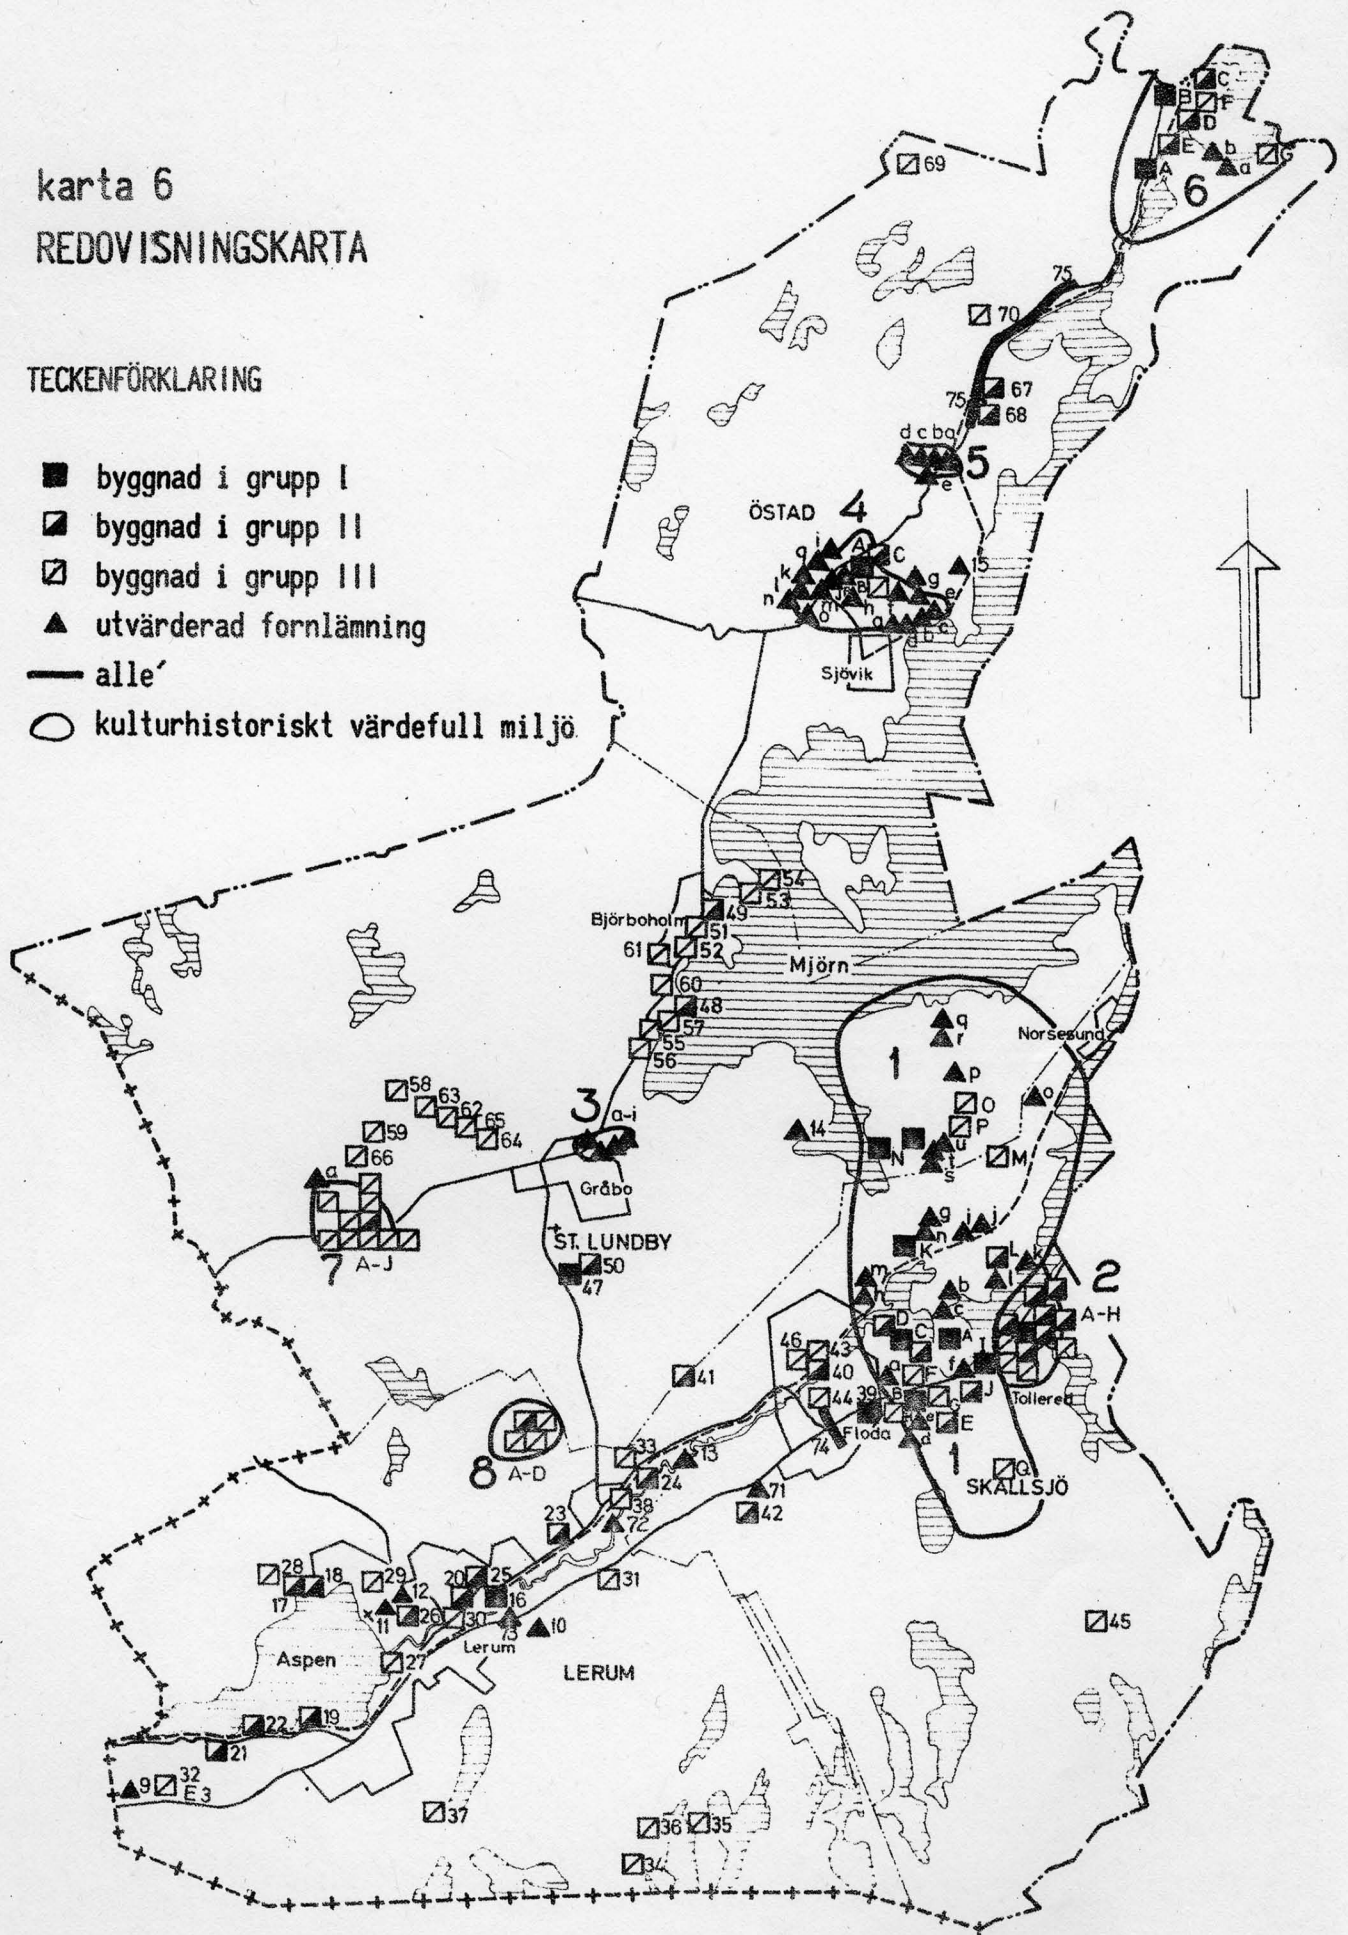 karta 6
REDOVISNINGSKARTA
TECKENFÖRKLARING
byggnad i grupp I
byggnad i grupp II
byggnad i grupp III
utvärderad fornlämning
alle´
kulturhistoriskt värdefull miljö
C
B
F
D
E
b
G
A
a
6
69
75
70
67
75
68
d c b a
5
e
ÖSTAD
4
i
A
C
15
k
g
l
j
B
e
n
m
h
f
o
c
b
Sjövik
54
53
49
Björboholm
51
61
52
Mjörn
60
48
57
55
56
q
r
Norsesund
1
p
58
63
62
65
64
O
o
59
3
a-i
P
66
14
u
N
t
M
s
a
Gråbo
g
i
j
n
ST. LUNDBY
K
L
k
7
A-J
50
47
m
l
2
b
c
A-H
D
C
A
I
46
43
40
41
a
F
f
44
39
B
G
J
Tollered
e
E
Floda
d
74
1
8
A-D
33
13
24
Q
SKALLSJÖ
38
71
42
23
72
28
18
29
20
25
31
17
12
16
11
26
30
73
10
45
Aspen
27
Lerum
LERUM
22
19
21
9
32
E3
37
36
35
34